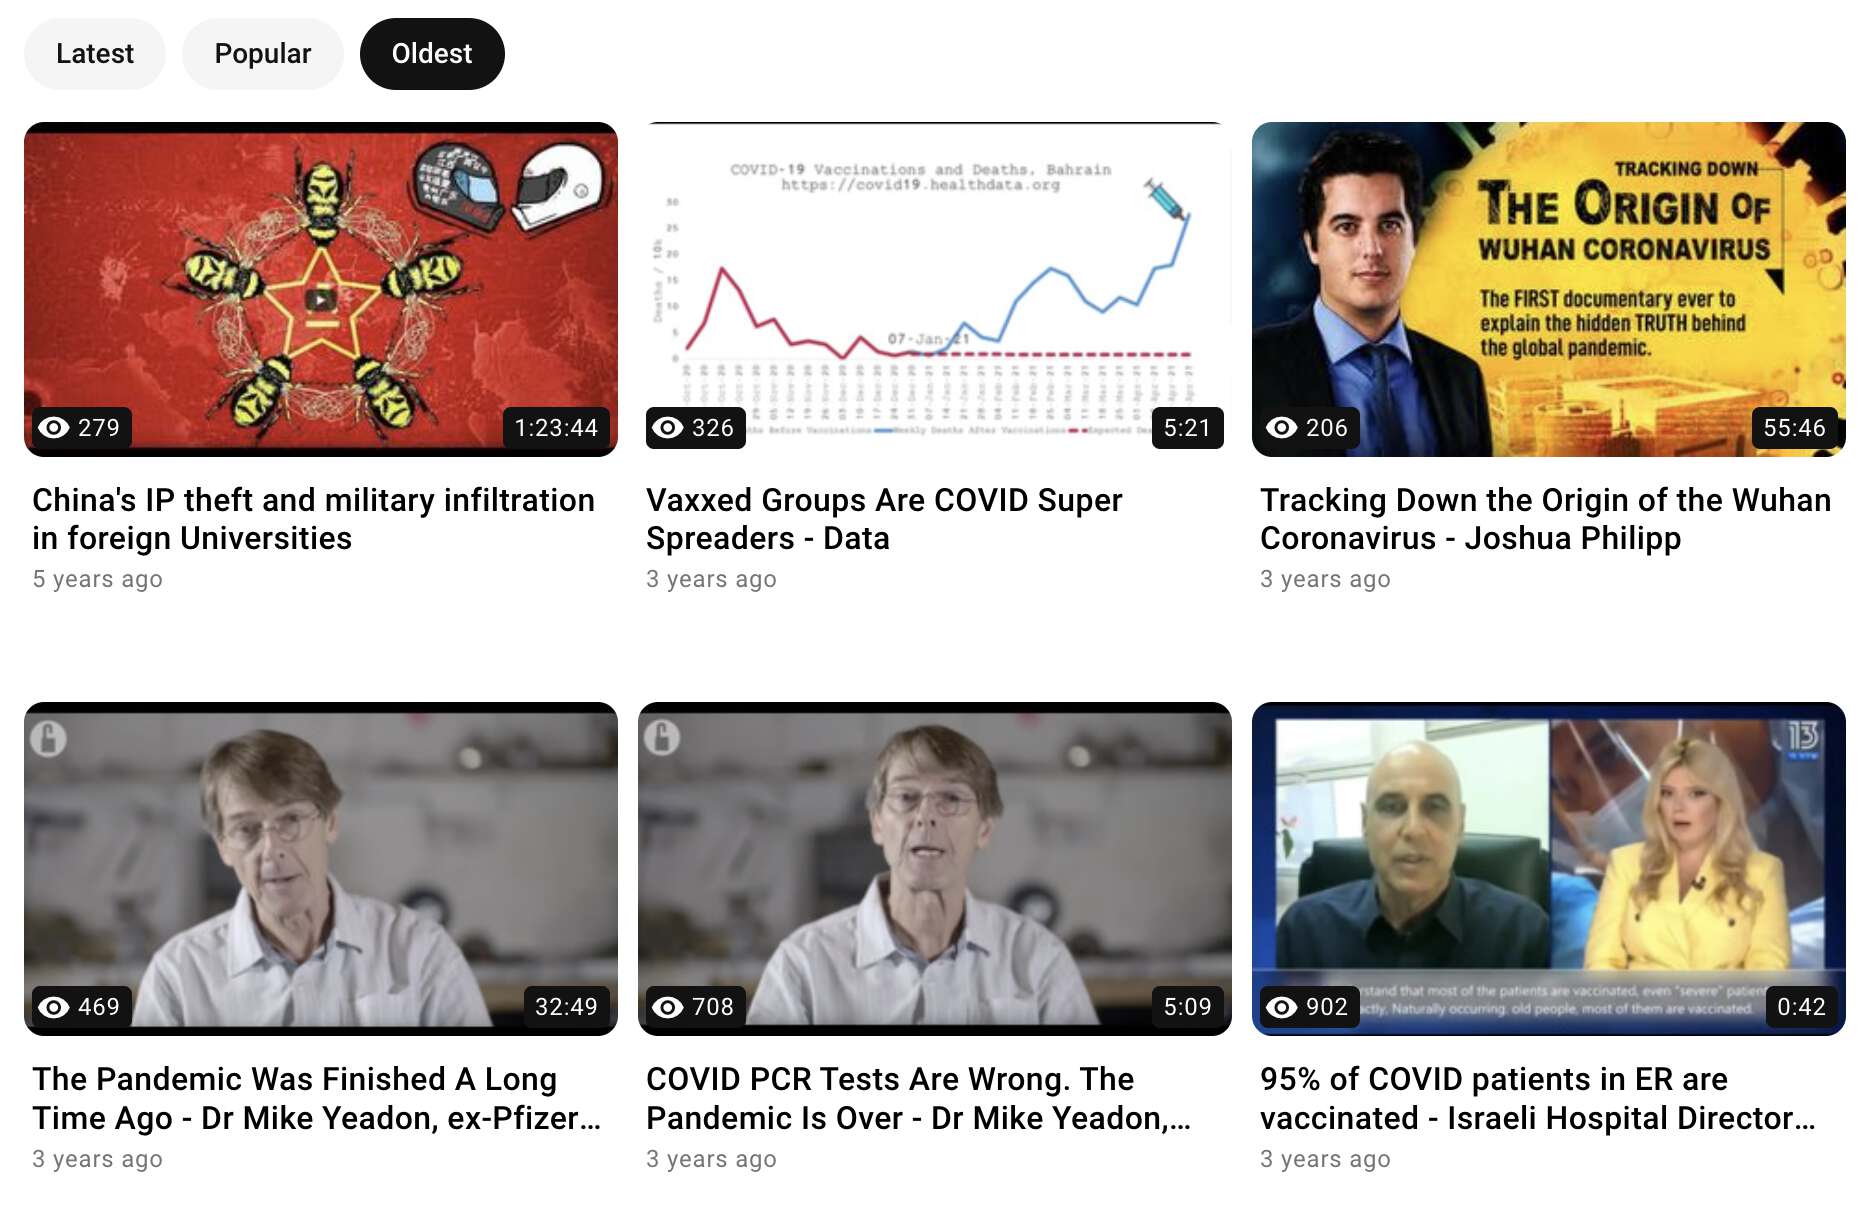 Latest
Popular
Oldest
279
1:23:44
China's IP theft and military infiltration
in foreign Universities
5 years ago
COVID-19 Vaccinations and Deaths, Bahrain
https://covid19.healthdata.org
30
25
20
15
10
5
0
07-Jan-21
326
5:21
Vaxxed Groups Are COVID Super
Spreaders - Data
3 years ago
TRACKING DOWN
THE ORIGIN OF
WUHAN CORONAVIRUS
The FIRST documentary ever to
explain the hidden TRUTH behind
the global pandemic.
206
55:46
Tracking Down the Origin of the Wuhan
Coronavirus - Joshua Philipp
3 years ago
469
32:49
The Pandemic Was Finished A Long
Time Ago - Dr Mike Yeadon, ex-Pfizer...
3 years ago
708
5:09
COVID PCR Tests Are Wrong. The
Pandemic Is Over - Dr Mike Yeadon,...
3 years ago
13
that most of the patients are vaccinated, even "severe"
Naturally occurring, old people, most of them are vaccinated.
902
0:42
95% of COVID patients in ER are
vaccinated - Israeli Hospital Director...
3 years ago